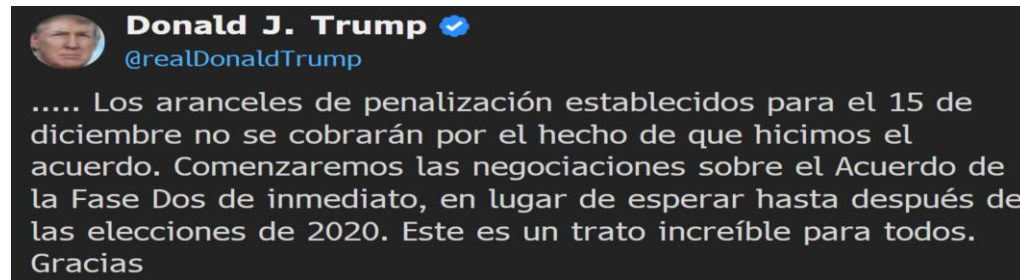 Donald J. Trump
@realDonaldTrump
..... Los aranceles de penalización establecidos para el 15 de
diciembre no se cobrarán por el hecho de que hicimos el
acuerdo. Comenzaremos las negociaciones sobre el Acuerdo de
la Fase Dos de inmediato, en lugar de esperar hasta después de
las elecciones de 2020. Este es un trato increíble para todos.
Gracias